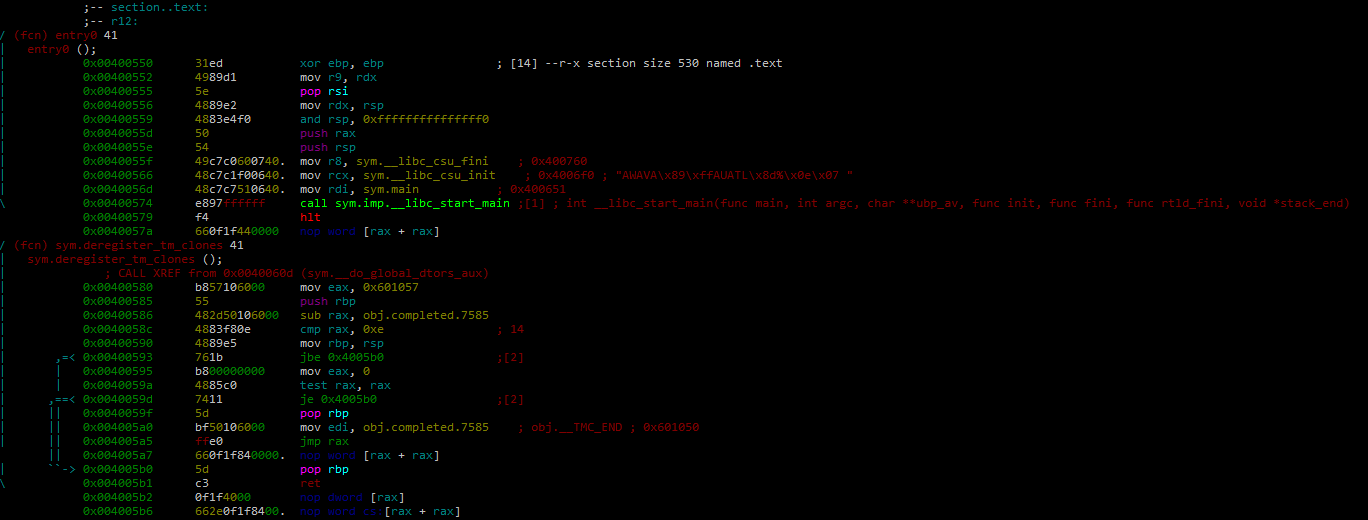 ;-- section..text:
;-- r12:
/ (fcn) entry0 41
|   entry0 ();
|           0x00400550      31ed           xor ebp, ebp                ; [14] --r-x section size 530 named .text
|           0x00400552      4989d1         mov r9, rdx
|           0x00400555      5e             pop rsi
|           0x00400556      4889e2         mov rdx, rsp
|           0x00400559      4883e4f0       and rsp, 0xfffffffffffffff0
|           0x0040055d      50             push rax
|           0x0040055e      54             push rsp
|           0x0040055f      49c7c0600740.  mov r8, sym.__libc_csu_fini    ; 0x400760
|           0x00400566      48c7c1f00640.  mov rcx, sym.__libc_csu_init    ; 0x4006f0 ; "AWAVA\x89\xffAUATL\x8d%\x0e\x07 "
|           0x0040056d      48c7c7510640.  mov rdi, sym.main           ; 0x400651
\           0x00400574      e897ffffff     call sym.imp.__libc_start_main ;[1] ; int __libc_start_main(func main, int argc, char **ubp_av, func init, func fini, func rtld_fini, void *stack_end)
            0x00400579      f4             hlt
            0x0040057a      660f1f440000   nop word [rax + rax]
/ (fcn) sym.deregister_tm_clones 41
|   sym.deregister_tm_clones ();
|              ; CALL XREF from 0x0040060d (sym.__do_global_dtors_aux)
|           0x00400580      b857106000     mov eax, 0x601057
|           0x00400585      55             push rbp
|           0x00400586      482d50106000   sub rax, obj.completed.7585
|           0x0040058c      4883f80e       cmp rax, 0xe                ; 14
|           0x00400590      4889e5         mov rbp, rsp
|       ,=< 0x00400593      761b           jbe 0x4005b0                ;[2]
|       |   0x00400595      b800000000     mov eax, 0
|       |   0x0040059a      4885c0         test rax, rax
|      ,==< 0x0040059d      7411           je 0x4005b0                 ;[2]
|      ||   0x0040059f      5d             pop rbp
|      ||   0x004005a0      bf50106000     mov edi, obj.completed.7585    ; obj.__TMC_END ; 0x601050
|      ||   0x004005a5      ffe0           jmp rax
       ||   0x004005a7      660f1f840000.  nop word [rax + rax]
|      ``-> 0x004005b0      5d             pop rbp
\           0x004005b1      c3             ret
            0x004005b2      0f1f4000       nop dword [rax]
            0x004005b6      662e0f1f8400.  nop word cs:[rax + rax]